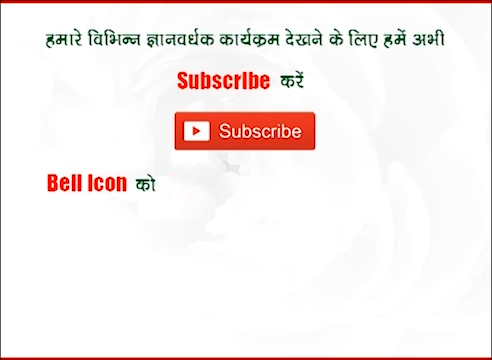 हमारे विभिन्न ज्ञानवर्धक कार्यक्रम देखने के लिए हमें अभी
Subscribe करें
Subscribe
Bell Icon को